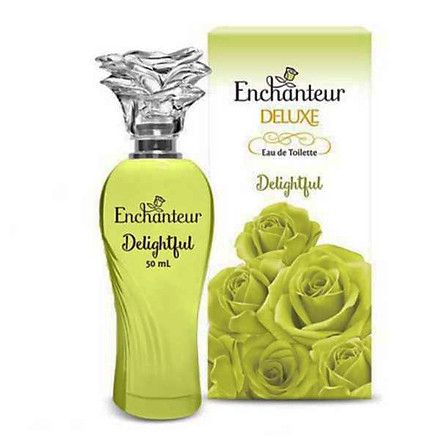 Enchanteur
Delightful
50 mL
Enchanteur
DELUXE
Eau de Toilette
Delightful